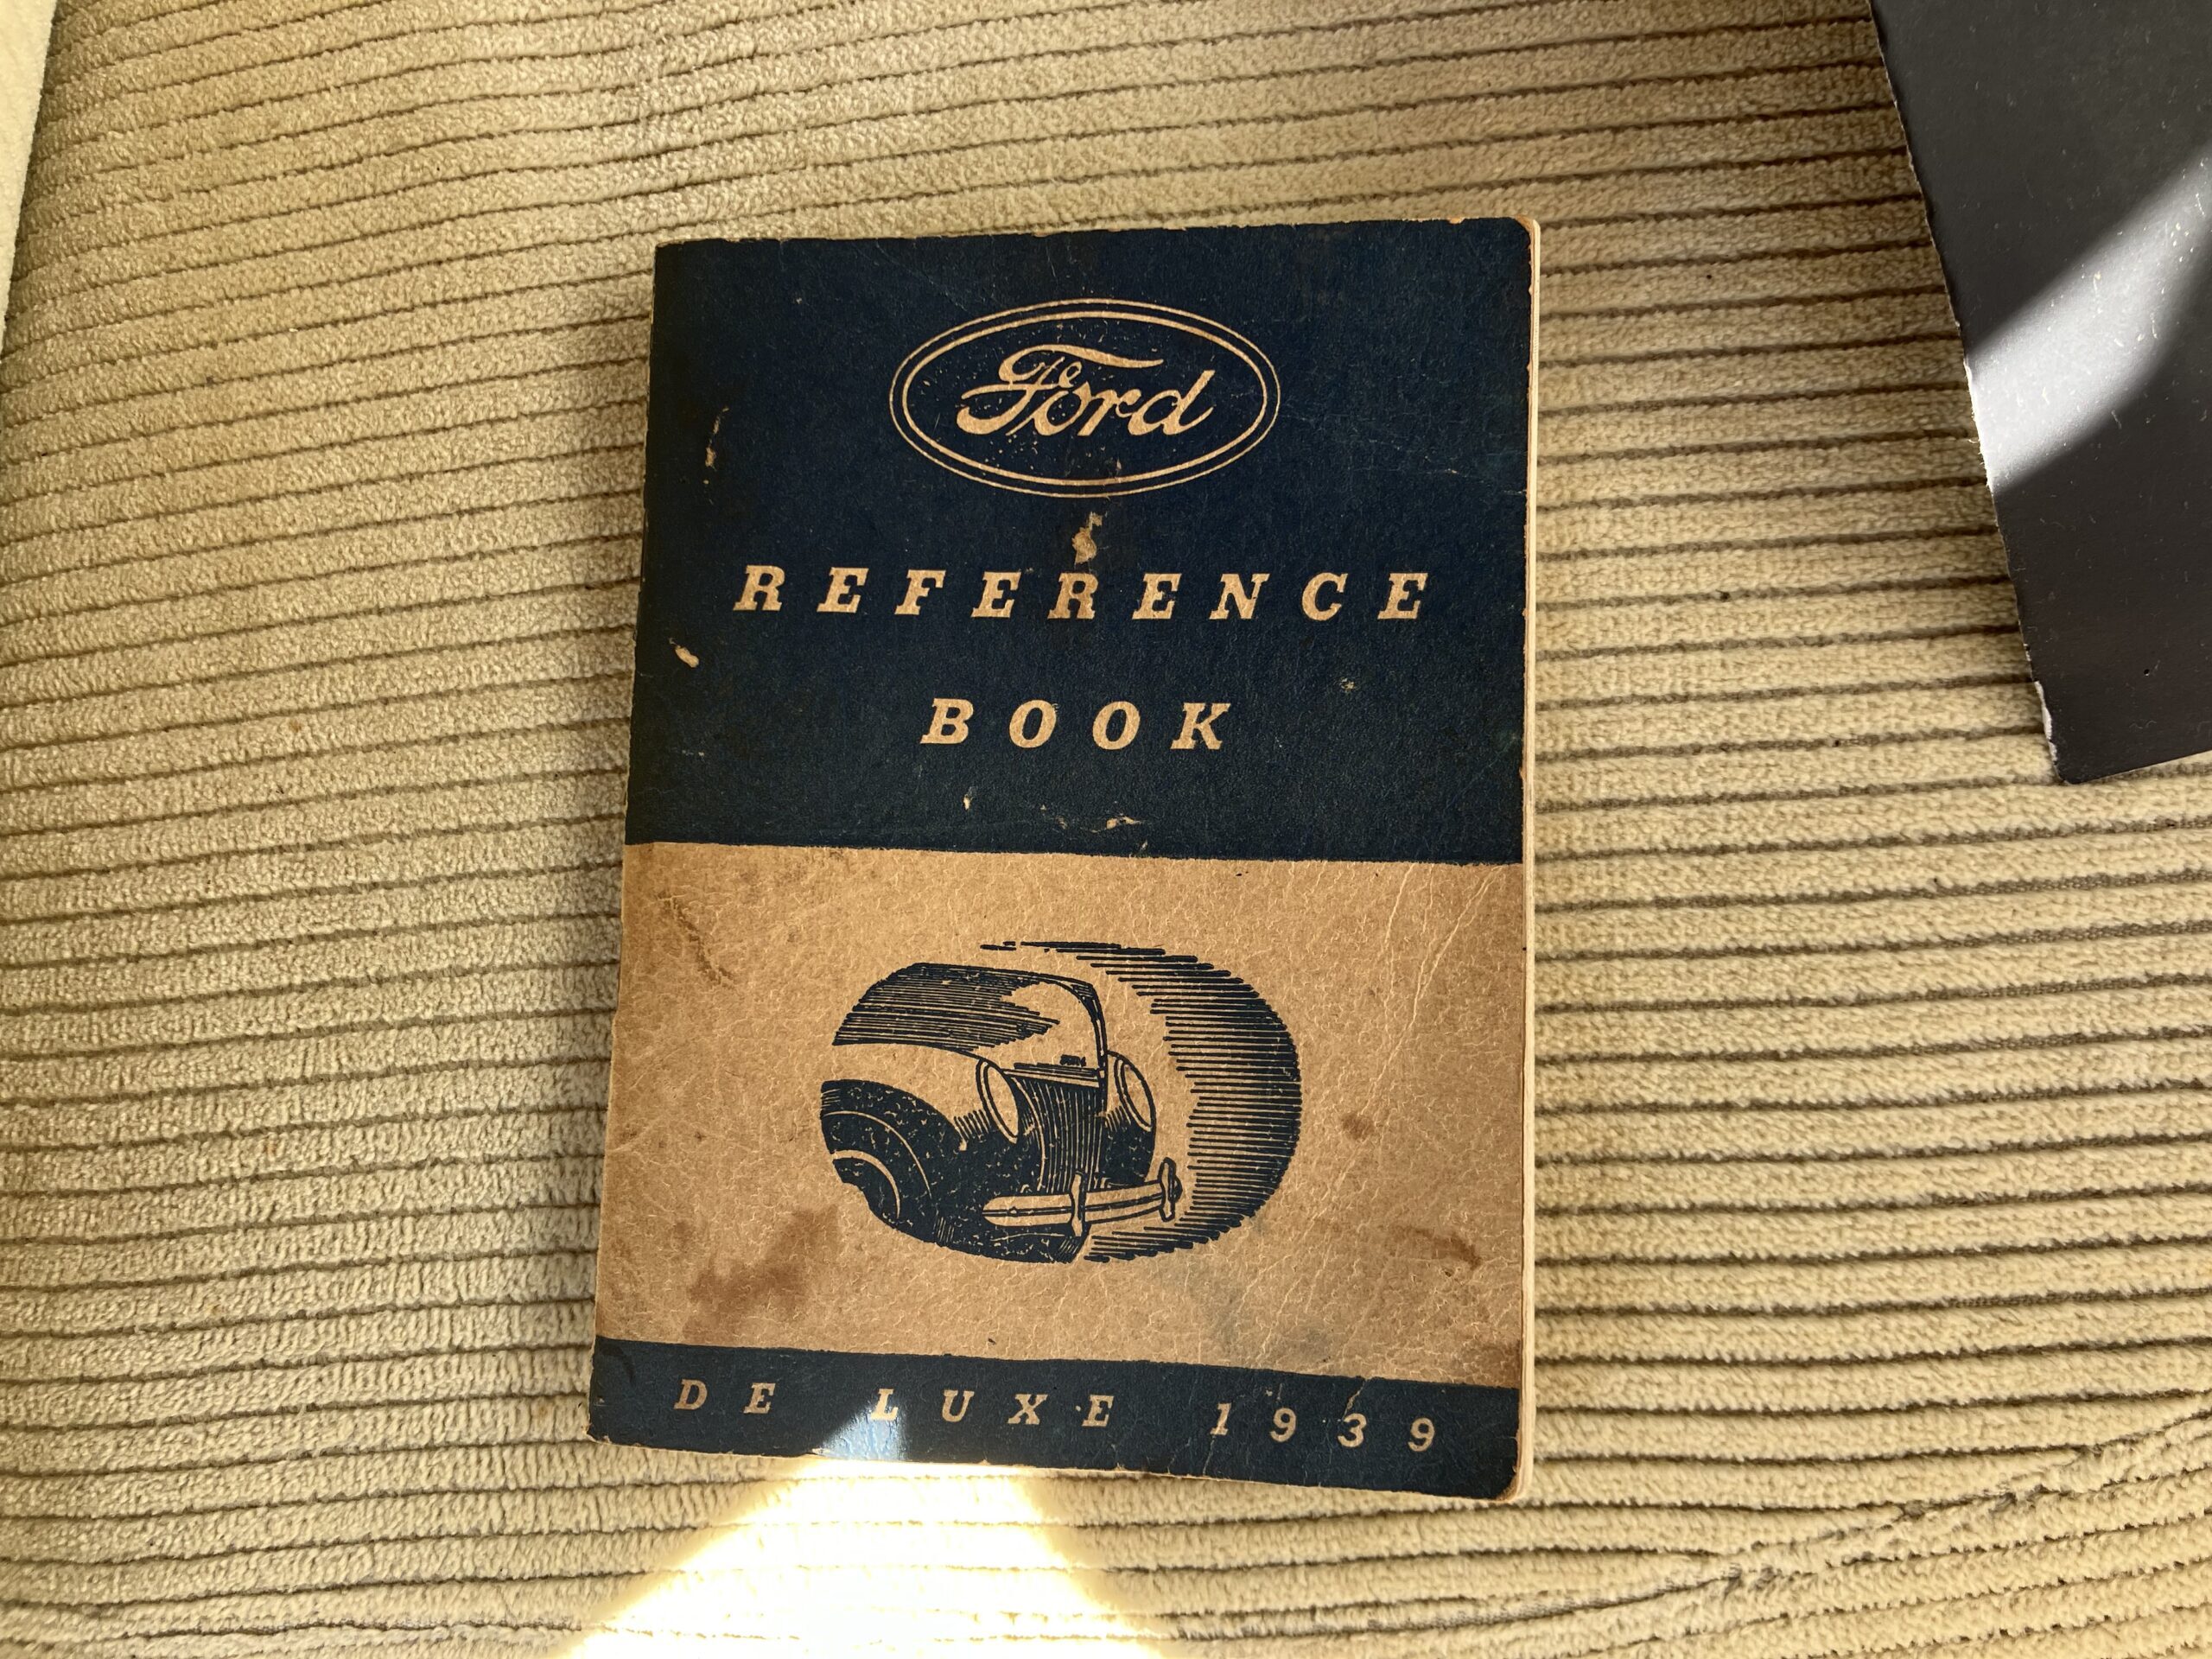 Ford
REFERENCE
BOOK
DE LUXE 1939